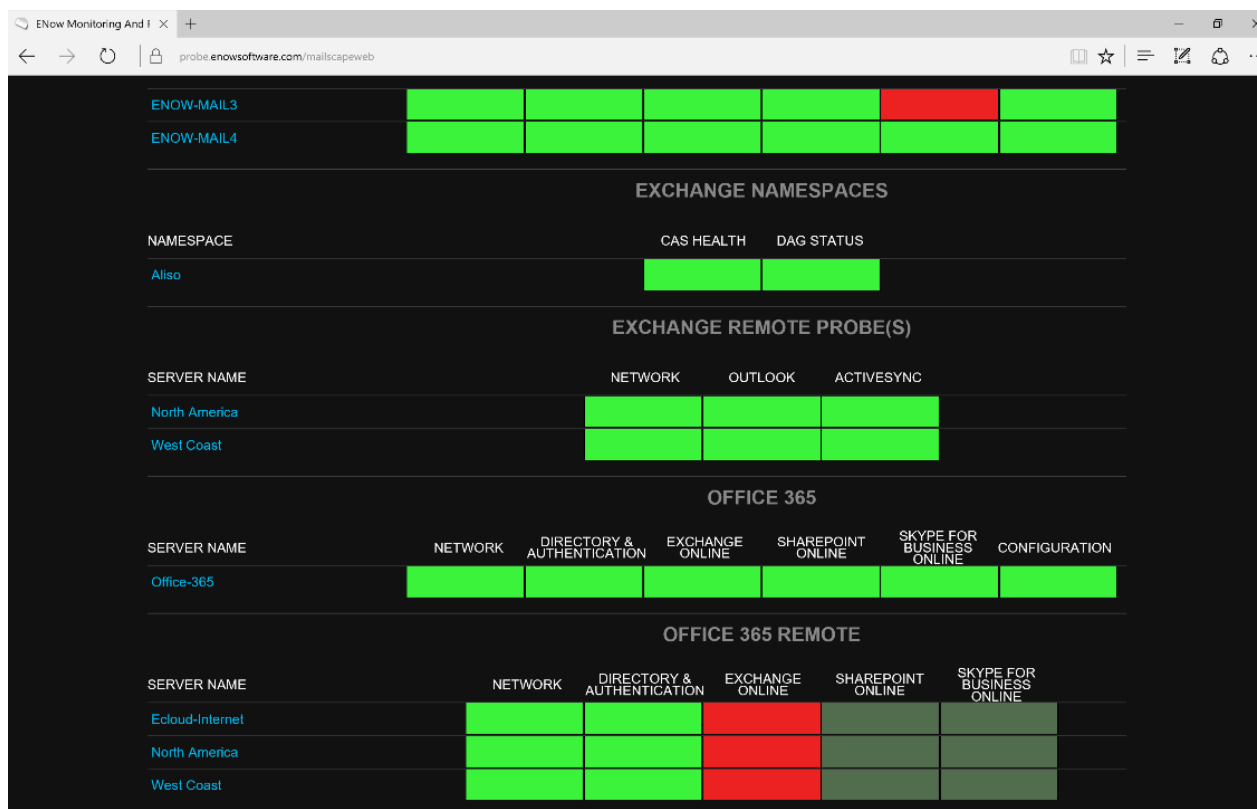 ENow Monitoring And
probe.enowsoftware.com/mailscapeweb
ENOW-MAIL3
ENOW-MAIL4
EXCHANGE NAMESPACES
NAMESPACE CAS HEALTH DAG STATUS
Aliso
EXCHANGE REMOTE PROBE(S)
SERVER NAME NETWORK OUTLOOK ACTIVESYNC
North America
West Coast
OFFICE 365
SERVER NAME NETWORK DIRECTORY & AUTHENTICATION EXCHANGE ONLINE SHAREPOINT ONLINE SKYPE FOR BUSINESS ONLINE CONFIGURATION
Office-365
OFFICE 365 REMOTE
SERVER NAME NETWORK DIRECTORY & AUTHENTICATION EXCHANGE ONLINE SHAREPOINT ONLINE SKYPE FOR BUSINESS ONLINE
Ecloud-Internet
North America
West Coast